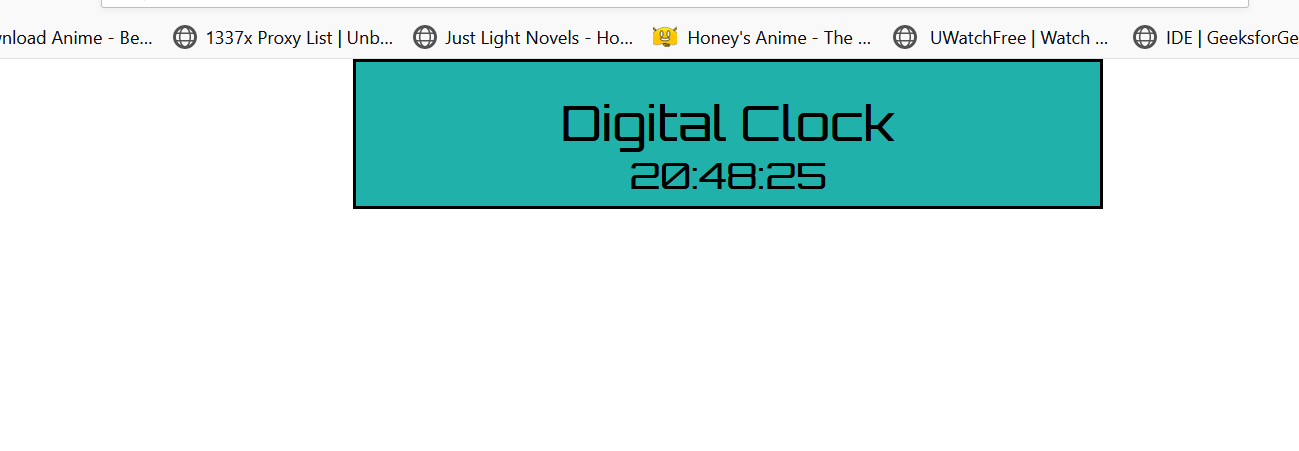 nload Anime - Be... 1337x Proxy List | Unb... Just Light Novels - Ho... Honey's Anime - The ... UWatchFree | Watch ... IDE | GeeksforGe
Digital Clock
20:48:25